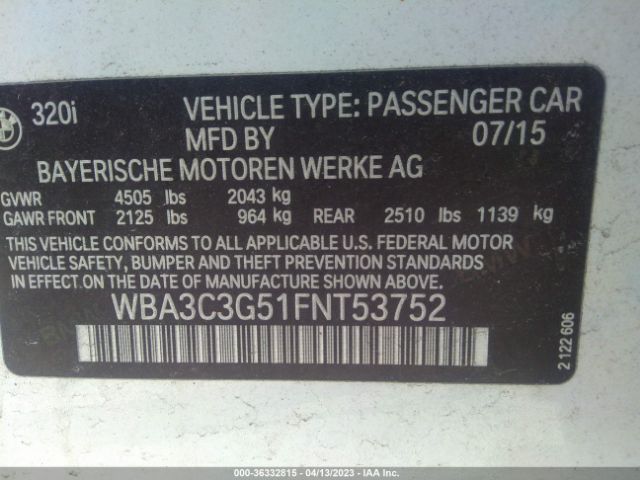 320i VEHICLE TYPE: PASSENGER CAR
MFD BY 07/15
BAYERISCHE MOTOREN WERKE AG
GVWR 4505 lbs 2043 kg
GAWR FRONT 2125 lbs 964 kg REAR 2510 lbs 1139 kg
THIS VEHICLE CONFORMS TO ALL APPLICABLE U.S. FEDERAL MOTOR
VEHICLE SAFETY, BUMPER AND THEFT PREVENTION STANDARDS
IN EFFECT ON THE DATE OF MANUFACTURE SHOWN ABOVE.
WBA3C3G51FNT53752
2 122 606
000-36332815 - 04/13/2023 - IAAI.COM